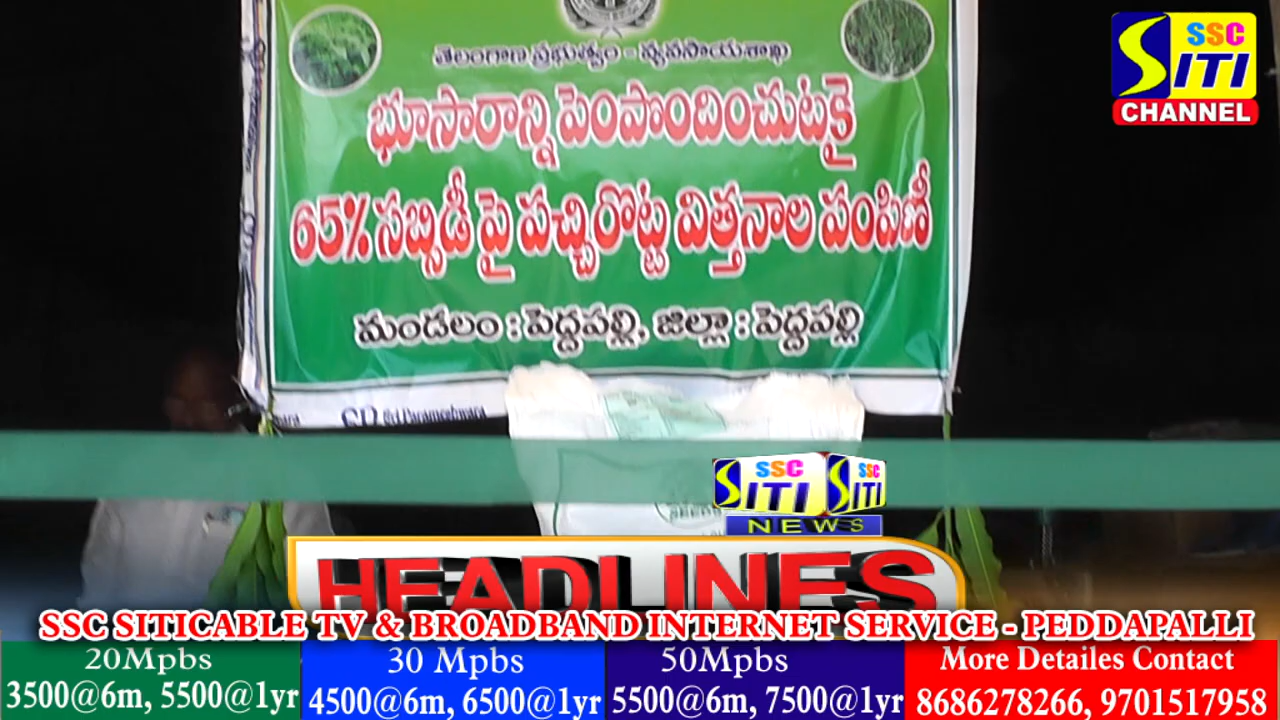 SSC
SITI
CHANNEL
తెలంగాణ ప్రభుత్వం - వ్యవసాయశాఖ
భూసారాన్ని పెంపొందించుటకై
65% సబ్సిడీ పై పచ్చిరొట్ట విత్తనాల పంపిణీ
మండలం : పెద్దపల్లి, జిల్లా : పెద్దపల్లి
SSC SSC
SITI SITI
NEWS
HEADLINES
SSC SITICABLE TV & BROADBAND INTERNET SERVICE - PEDDAPALLI
20Mpbs 30 Mpbs 50Mpbs More Detailes Contact
3500@6m, 5500@1yr 4500@6m, 6500@1yr 5500@6m, 7500@1yr 8686278266, 9701517958